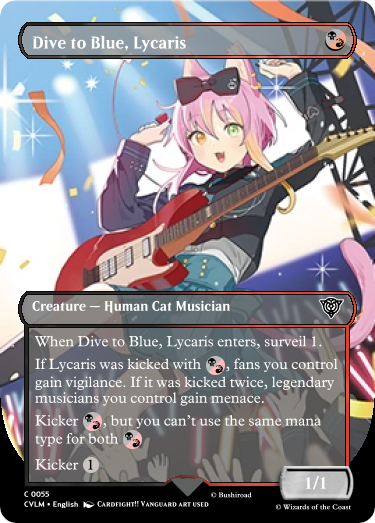 Dive to Blue, Lycaris
Creature — Human Cat Musician
When Dive to Blue, Lycaris enters, surveil 1.
If Lycaris was kicked with , fans you control
gain vigilance. If it was kicked twice, legendary
musicians you control gain menace.
Kicker , but you can't use the same mana
type for both
Kicker 1
1/1
C 0055
CVLM • English CARDFIGHT!! VANGUARD ART USED
© Bushiroad
© Wizards of the Coast